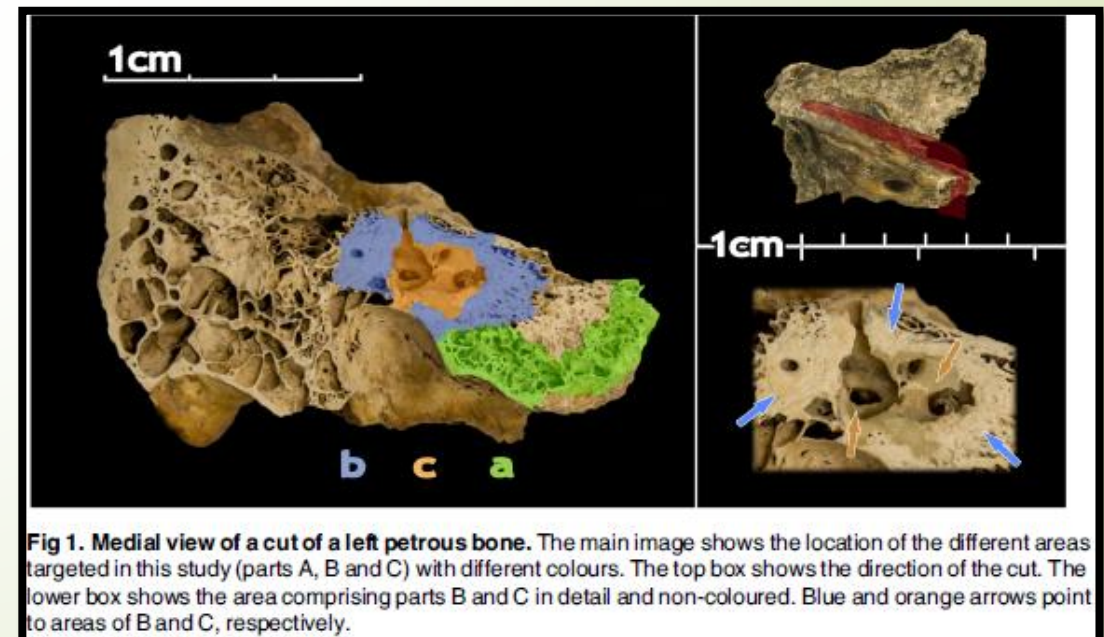 1cm
1cm
b c a
Fig 1. Medial view of a cut of a left petrous bone. The main image shows the location of the different areas
targeted in this study (parts A, B and C) with different colours. The top box shows the direction of the cut. The
lower box shows the area comprising parts B and C in detail and non-coloured. Blue and orange arrows point
to areas of B and C, respectively.